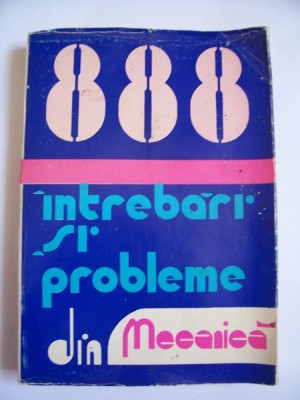 888
întrebări
și
probleme
din Mecanică